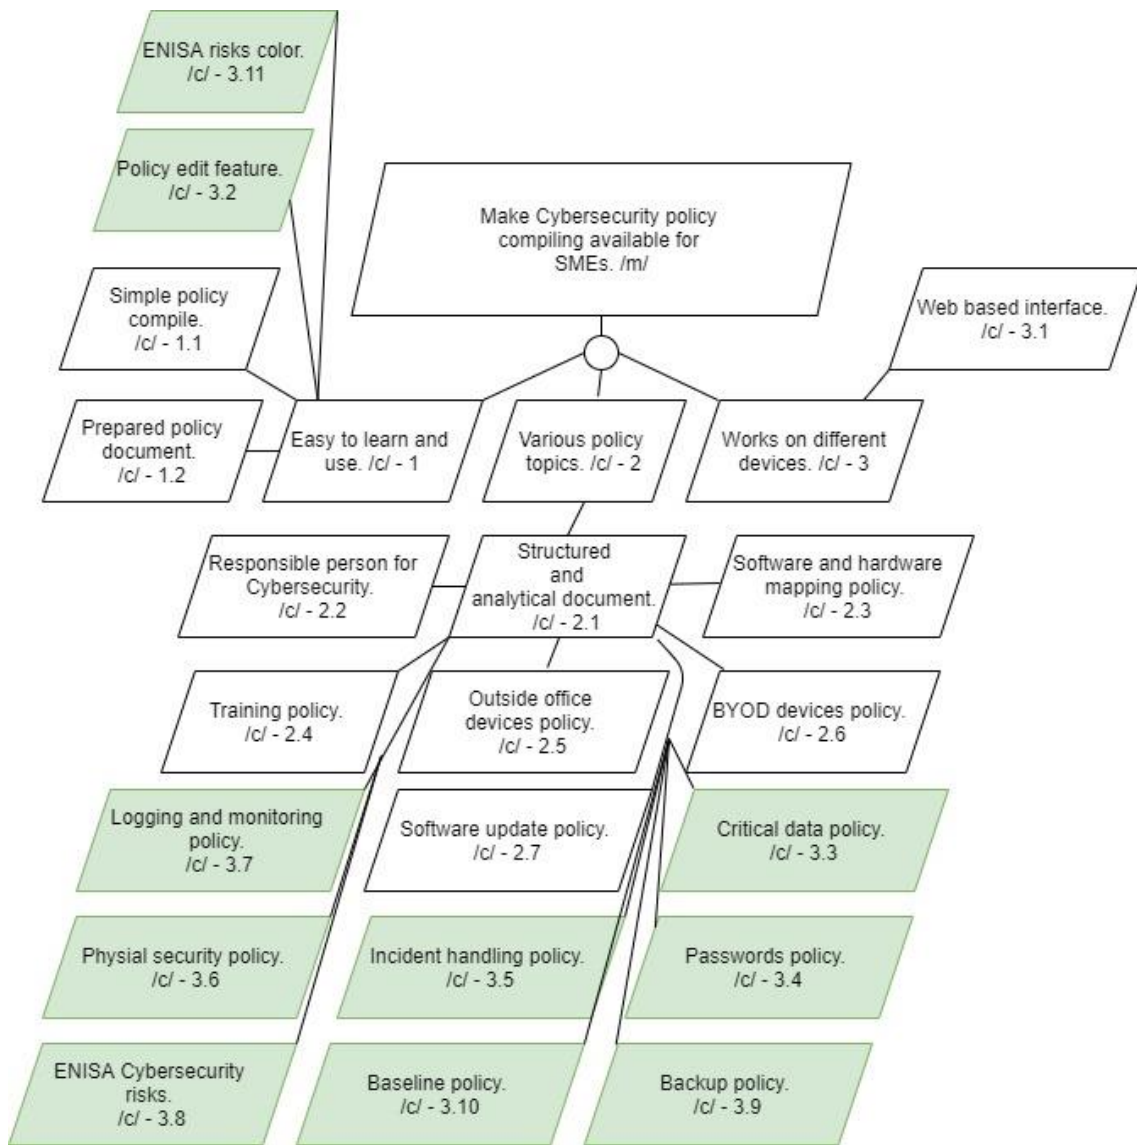 ENISA risks color.
/c/ - 3.11
Policy edit feature.
/c/ - 3.2
Make Cybersecurity policy
compiling available for
SMEs. /m/
Simple policy
compile.
/c/ - 1.1
Web based interface.
/c/ - 3.1
Prepared policy
document.
/c/ - 1.2
Easy to learn and
use. /c/ - 1
Various policy
topics. /c/ - 2
Works on different
devices. /c/ - 3
Responsible person for
Cybersecurity.
/c/ - 2.2
Structured
and
analytical document.
/c/ - 2.1
Software and hardware
mapping policy.
/c/ - 2.3
Training policy.
/c/ - 2.4
Outside office
devices policy.
/c/ - 2.5
BYOD devices policy.
/c/ - 2.6
Logging and monitoring
policy.
/c/ - 3.7
Software update policy.
/c/ - 2.7
Critical data policy.
/c/ - 3.3
Physial security policy.
/c/ - 3.6
Incident handling policy.
/c/ - 3.5
Passwords policy.
/c/ - 3.4
ENISA Cybersecurity
risks.
/c/ - 3.8
Baseline policy.
/c/ - 3.10
Backup policy.
/c/ - 3.9